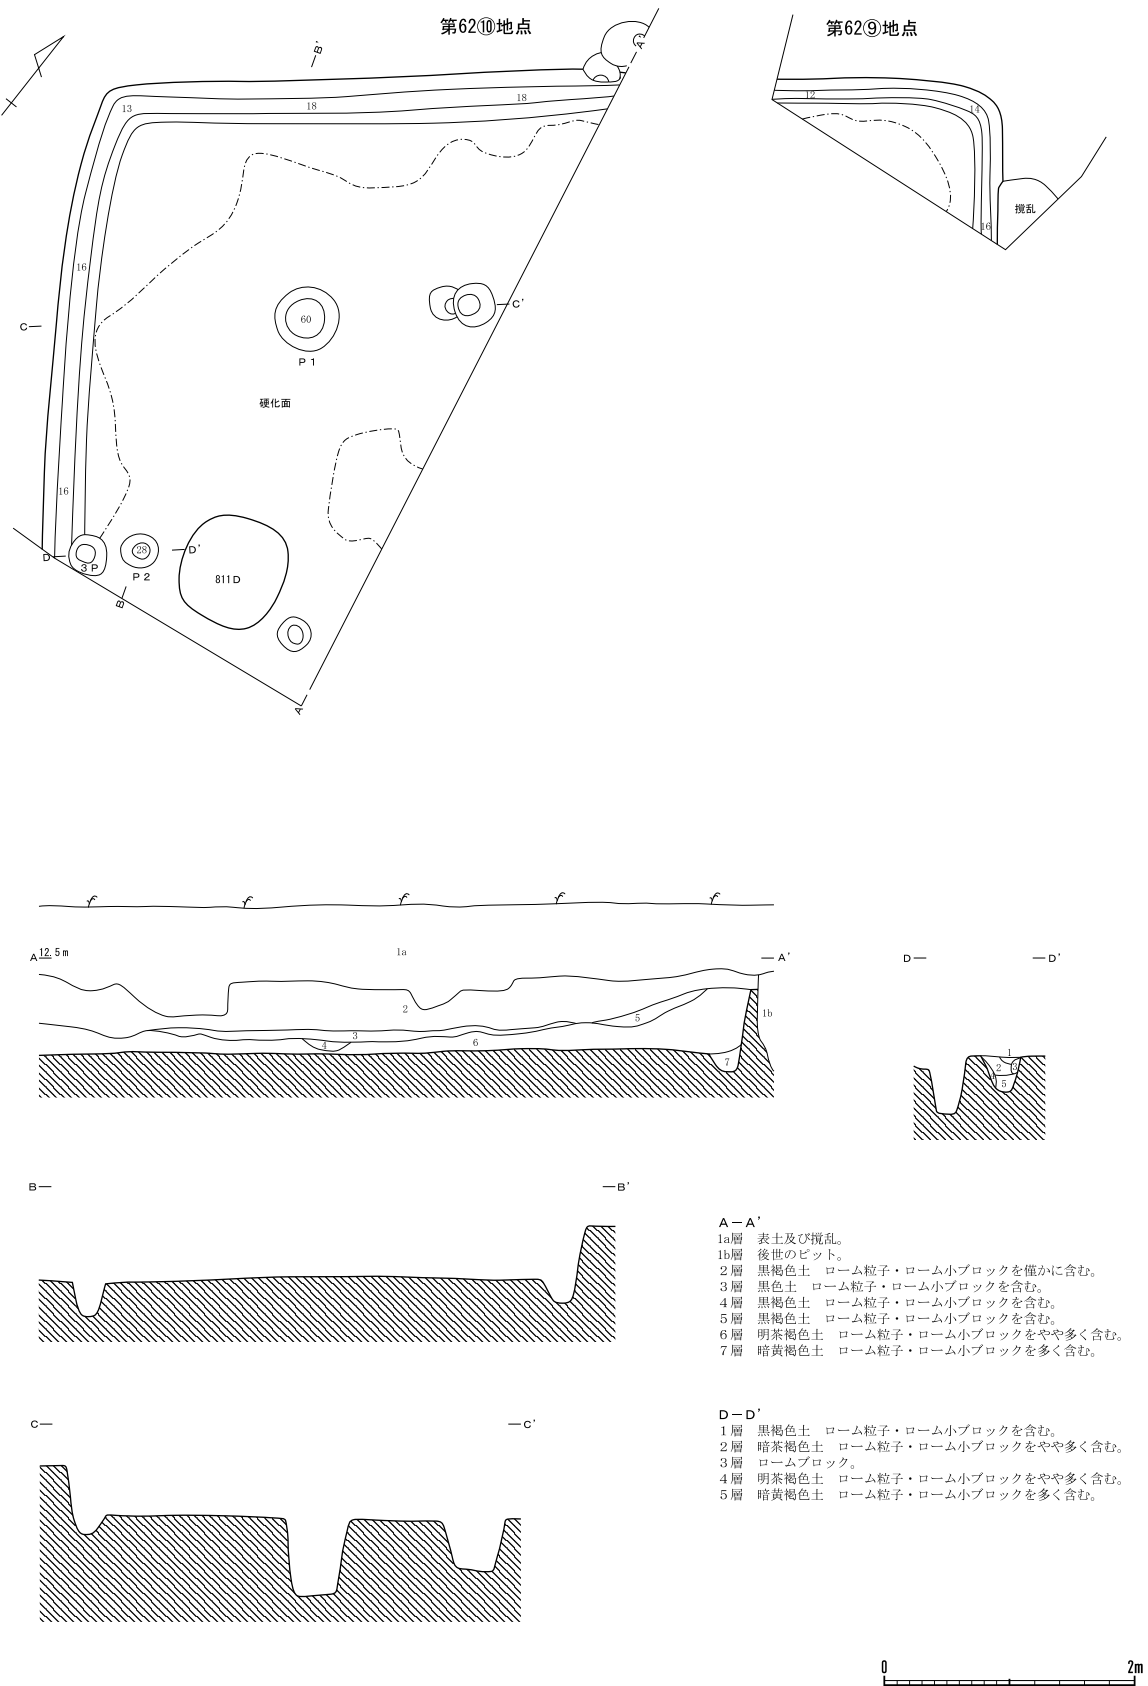 第62⑩地点
第62⑨地点
B'
A'
13
18
18
12
14
16
16
撹乱
C
60
C'
P 1
硬化面
16
D
3 P
28
P 2
D'
811D
B
A
A
12.5m
1a
A'
2
3
4
5
6
7
1b
D
D'
1
2
3
4
5
B
B'
C
C'
A－A'
1a層　表土及び撹乱。
1b層　後世のピット。
2層　黒褐色土　ローム粒子・ローム小ブロックを僅かに含む。
3層　黒色土　ローム粒子・ローム小ブロックを含む。
4層　黒褐色土　ローム粒子・ローム小ブロックを含む。
5層　黒褐色土　ローム粒子・ローム小ブロックを含む。
6層　明茶褐色土　ローム粒子・ローム小ブロックをやや多く含む。
7層　暗黄褐色土　ローム粒子・ローム小ブロックを多く含む。
D－D'
1層　黒褐色土　ローム粒子・ローム小ブロックを含む。
2層　暗茶褐色土　ローム粒子・ローム小ブロックをやや多く含む。
3層　ロームブロック。
4層　明茶褐色土　ローム粒子・ローム小ブロックをやや多く含む。
5層　暗黄褐色土　ローム粒子・ローム小ブロックを多く含む。
0
2m